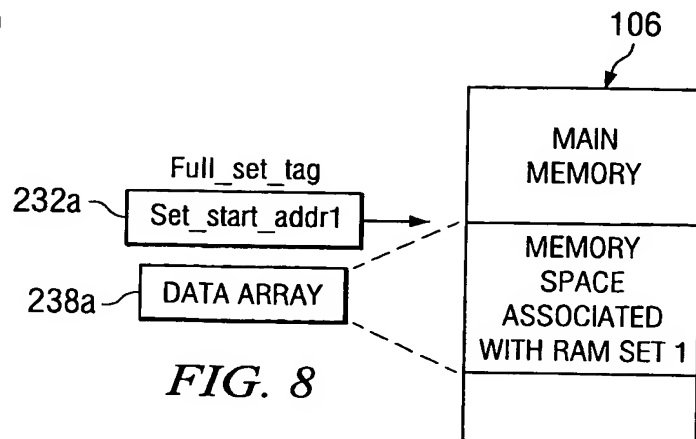 106
MAIN
MEMORY
Full_set_tag
232a
Set_start_addr1
238a
DATA ARRAY
MEMORY
SPACE
ASSOCIATED
WITH RAM SET 1
FIG. 8